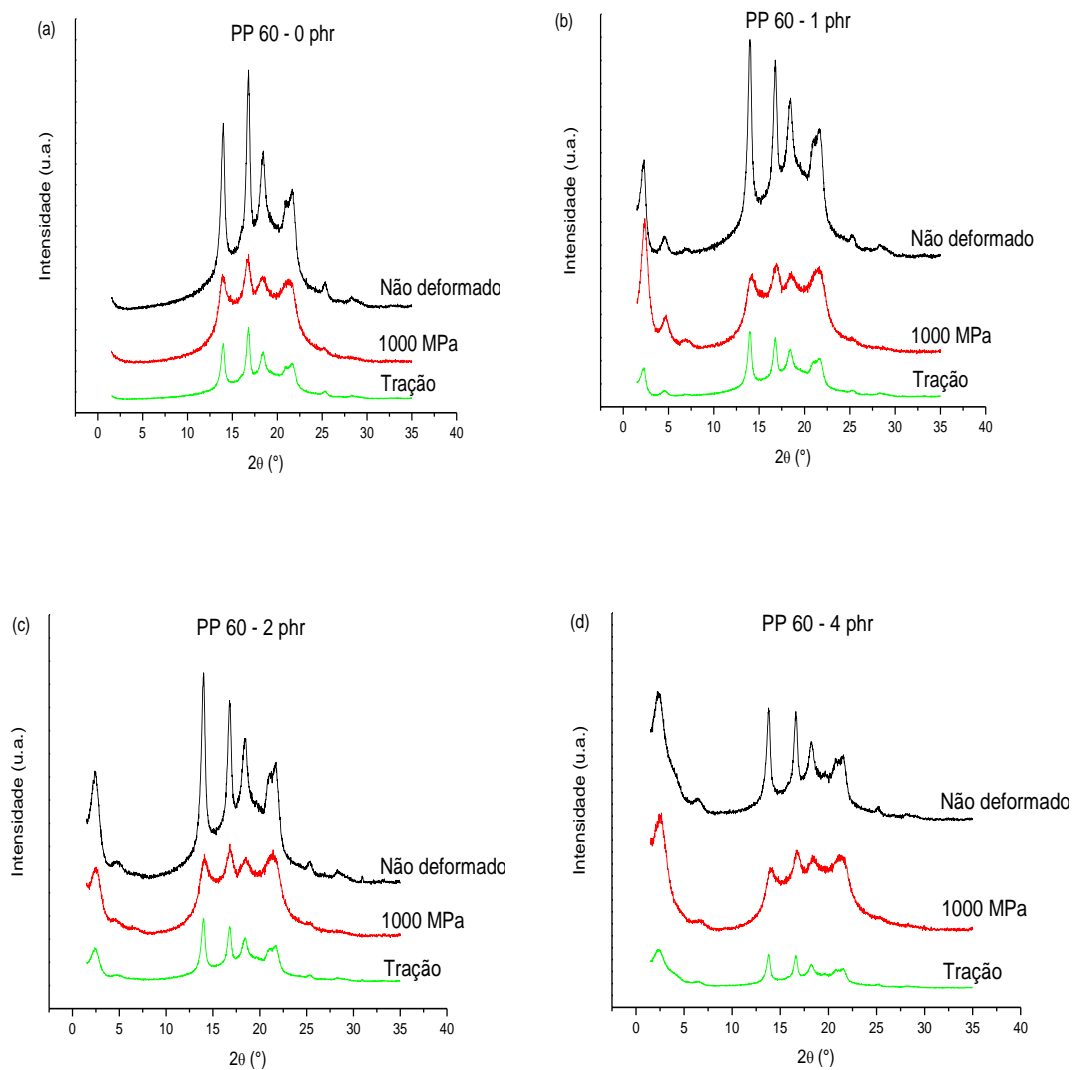 (a)
PP 60 - 0 phr
Intensidade (u.a.)
Não deformado
1000 MPa
Tração
0 5 10 15 20 25 30 35 40
2θ (°)
(b)
PP 60 - 1 phr
Intensidade (u.a.)
Não deformado
1000 MPa
Tração
0 5 10 15 20 25 30 35 40
2θ (°)
(c)
PP 60 - 2 phr
Intensidade (u.a.)
Não deformado
1000 MPa
Tração
0 5 10 15 20 25 30 35 40
2θ (°)
(d)
PP 60 - 4 phr
Intensidade (u.a.)
Não deformado
1000 MPa
Tração
0 5 10 15 20 25 30 35 40
2θ (°)